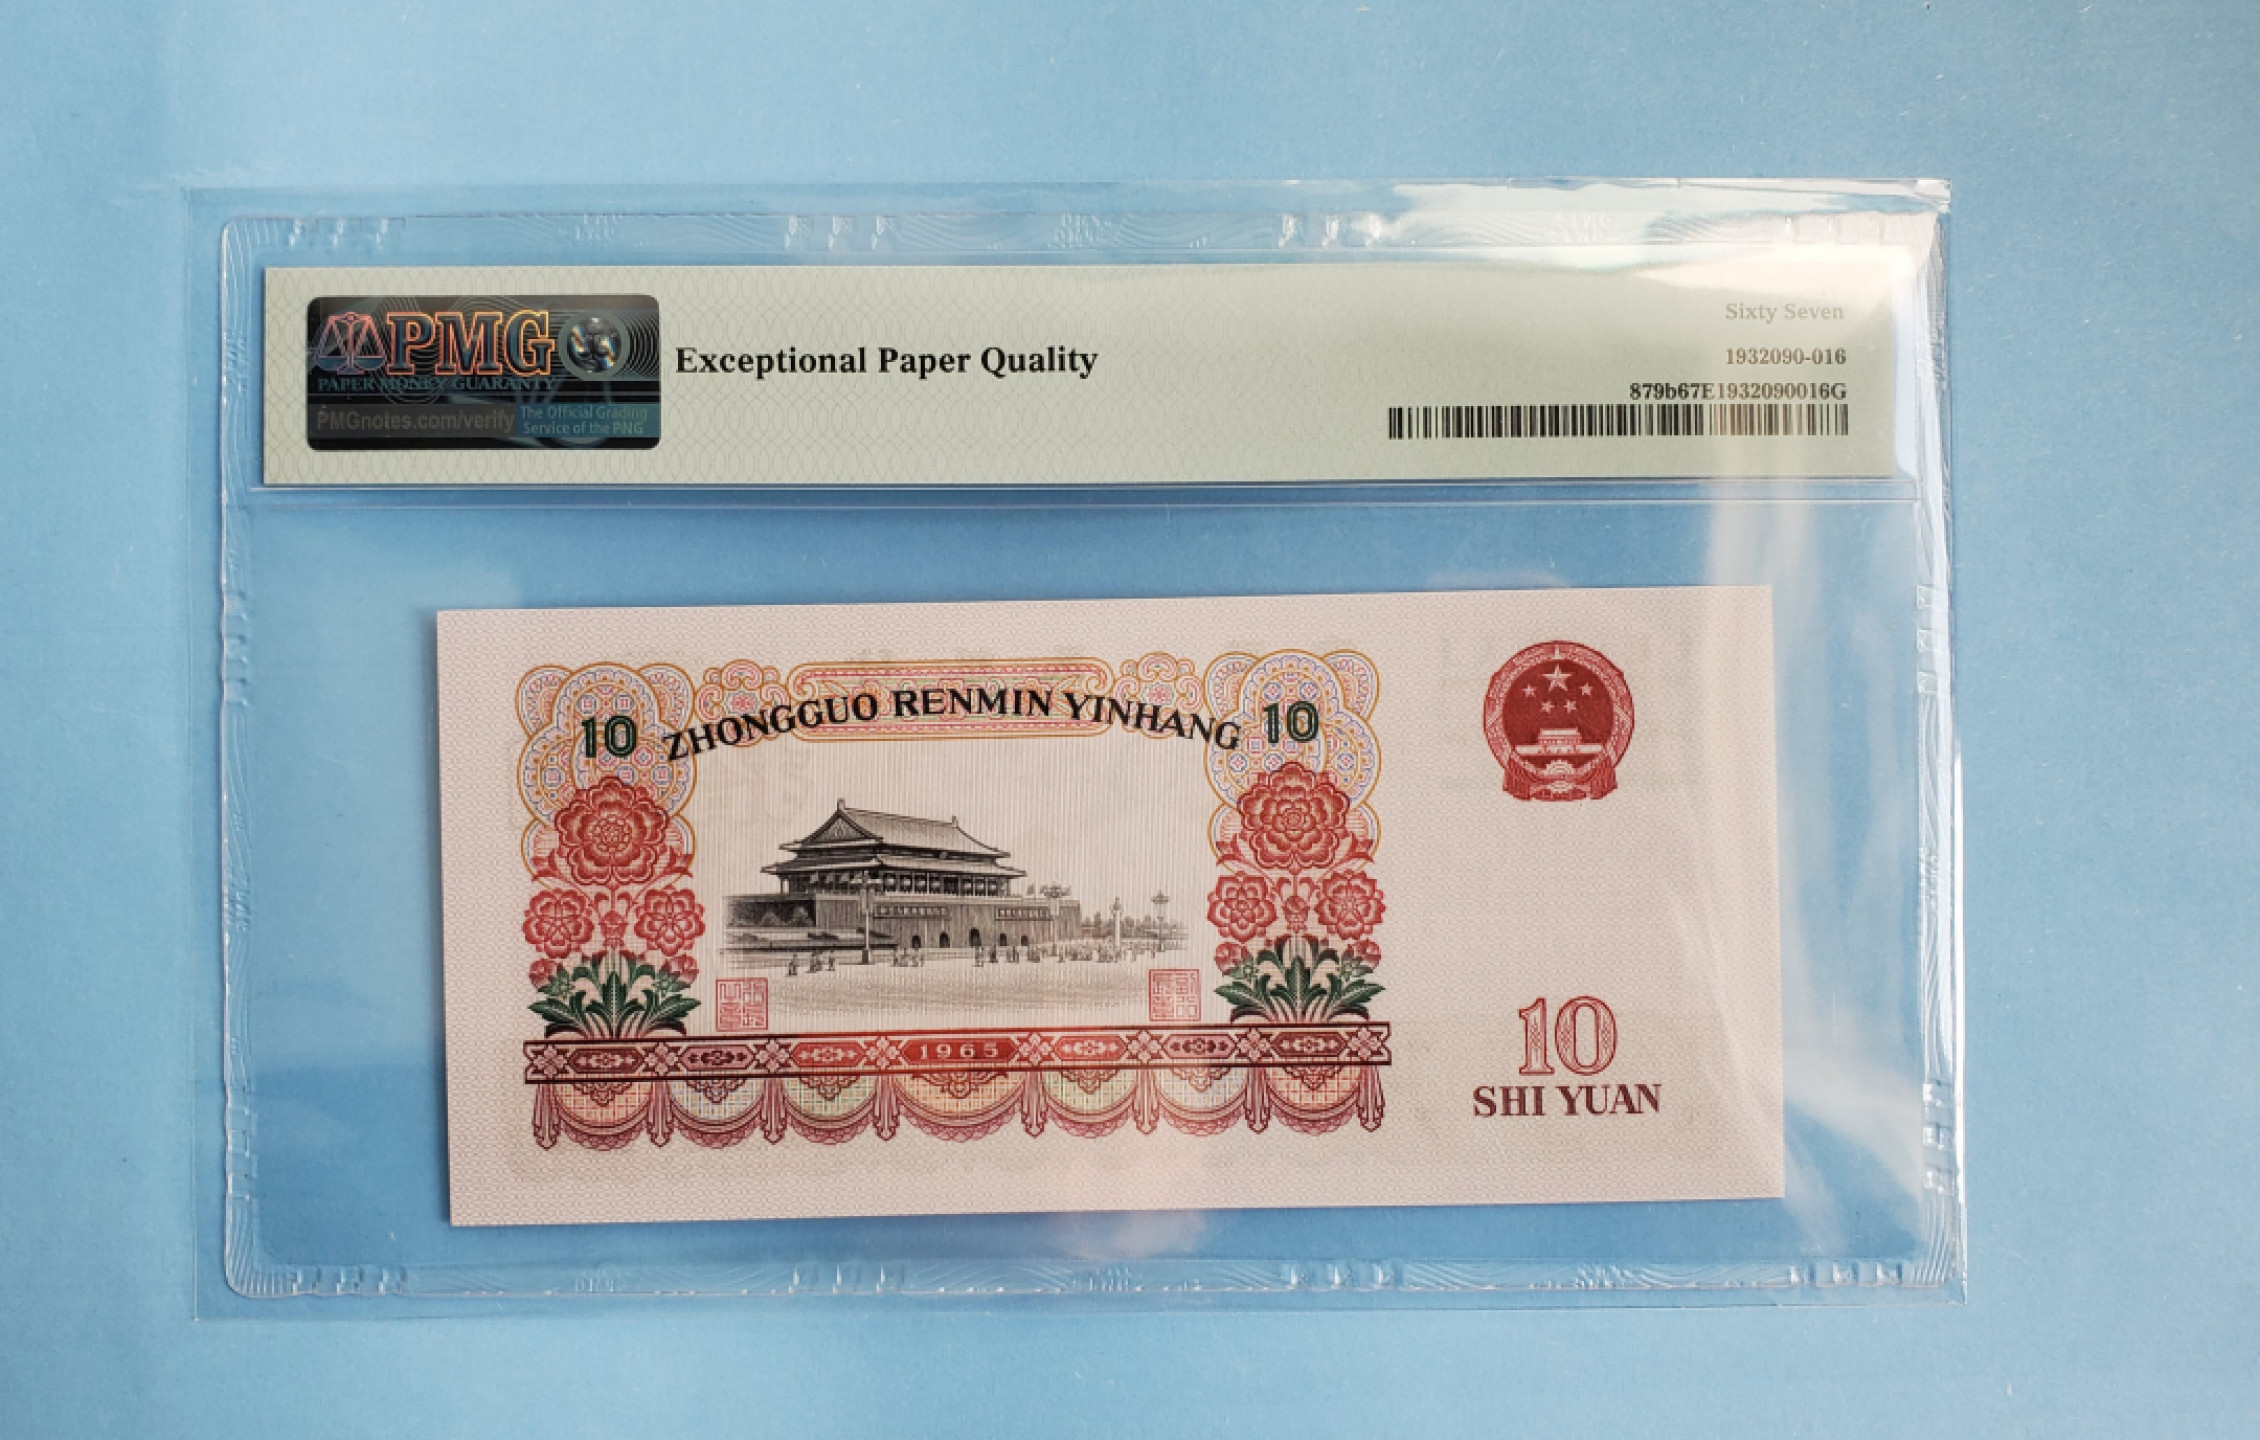 PMG
PAPER MONEY GUARANTY
PMGnotes.com/verify
The Official Grading
Service of the PNG
Exceptional Paper Quality
Sixty Seven
1932090-016
879b67E1932090016G
ZHONGGUO RENMIN YINHANG
10
10
1965
10
SHI YUAN